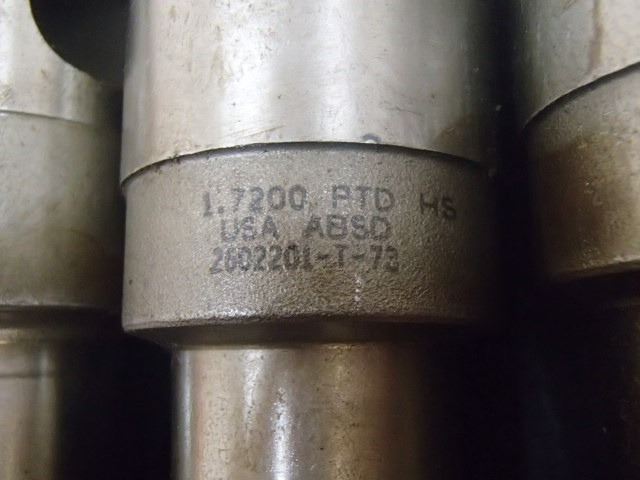 1.7200 PTD HS
USA ABSD
2602201-T-73